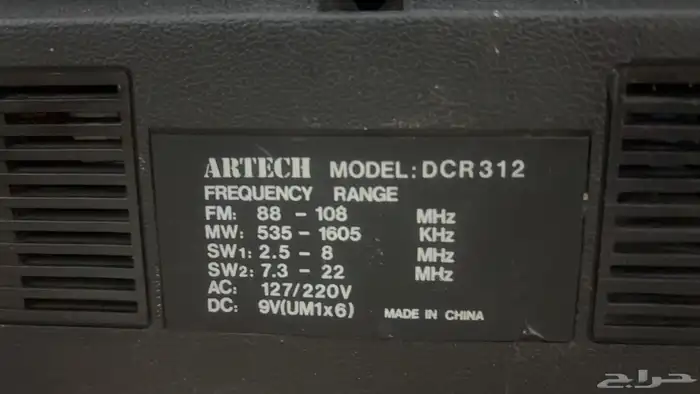 ARTECH MODEL: DCR312
FREQUENCY RANGE
FM: 88 - 108 MHz
MW: 535 - 1605 KHz
SW1: 2.5 - 8 MHz
SW2: 7.3 - 22 MHz
AC: 127/220V
DC: 9V(UM1x6) MADE IN CHINA
حراج